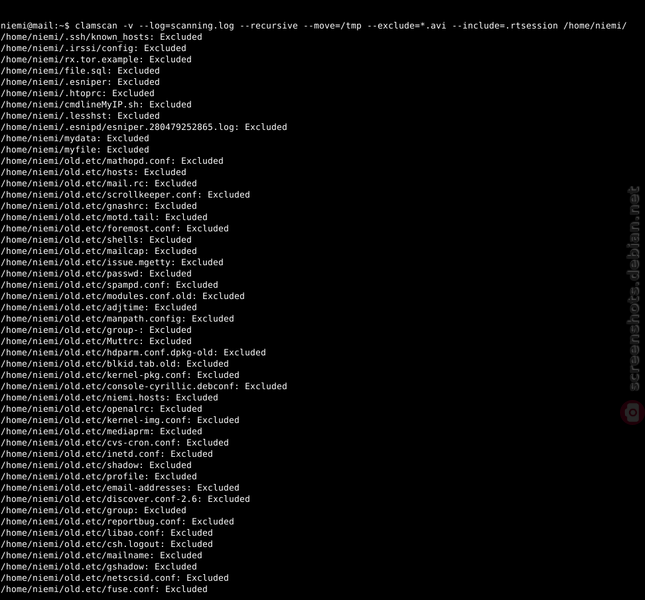 niemi@mail:~$ clamscan -v --log=scanning.log --recursive --move=/tmp --exclude=*.avi --include=.rtsession /home/niemi/
/home/niemi/.ssh/known_hosts: Excluded
/home/niemi/.irssi/config: Excluded
/home/niemi/rx.tor.example: Excluded
/home/niemi/file.sql: Excluded
/home/niemi/.esniper: Excluded
/home/niemi/.htoprc: Excluded
/home/niemi/cmdlineMyIP.sh: Excluded
/home/niemi/.lesshst: Excluded
/home/niemi/.esnipd/esniper.280479252865.log: Excluded
/home/niemi/mydata: Excluded
/home/niemi/myfile: Excluded
/home/niemi/old.etc/mathopd.conf: Excluded
/home/niemi/old.etc/hosts: Excluded
/home/niemi/old.etc/mail.rc: Excluded
/home/niemi/old.etc/scrollkeeper.conf: Excluded
/home/niemi/old.etc/gnashrc: Excluded
/home/niemi/old.etc/motd.tail: Excluded
/home/niemi/old.etc/foremost.conf: Excluded
/home/niemi/old.etc/shells: Excluded
/home/niemi/old.etc/mailcap: Excluded
/home/niemi/old.etc/issue.mgetty: Excluded
/home/niemi/old.etc/passwd: Excluded
/home/niemi/old.etc/spampd.conf: Excluded
/home/niemi/old.etc/modules.conf.old: Excluded
/home/niemi/old.etc/adjtime: Excluded
/home/niemi/old.etc/manpath.config: Excluded
/home/niemi/old.etc/group-: Excluded
/home/niemi/old.etc/Muttrc: Excluded
/home/niemi/old.etc/hdparm.conf.dpkg-old: Excluded
/home/niemi/old.etc/blkid.tab.old: Excluded
/home/niemi/old.etc/kernel-pkg.conf: Excluded
/home/niemi/old.etc/console-cyrillic.debconf: Excluded
/home/niemi/old.etc/niemi.hosts: Excluded
/home/niemi/old.etc/openalrc: Excluded
/home/niemi/old.etc/kernel-img.conf: Excluded
/home/niemi/old.etc/mediaprm: Excluded
/home/niemi/old.etc/cvs-cron.conf: Excluded
/home/niemi/old.etc/inetd.conf: Excluded
/home/niemi/old.etc/shadow: Excluded
/home/niemi/old.etc/profile: Excluded
/home/niemi/old.etc/email-addresses: Excluded
/home/niemi/old.etc/discover.conf-2.6: Excluded
/home/niemi/old.etc/group: Excluded
/home/niemi/old.etc/reportbug.conf: Excluded
/home/niemi/old.etc/libao.conf: Excluded
/home/niemi/old.etc/csh.logout: Excluded
/home/niemi/old.etc/mailname: Excluded
/home/niemi/old.etc/gshadow: Excluded
/home/niemi/old.etc/netscsid.conf: Excluded
/home/niemi/old.etc/fuse.conf: Excluded
screenshots.debian.net